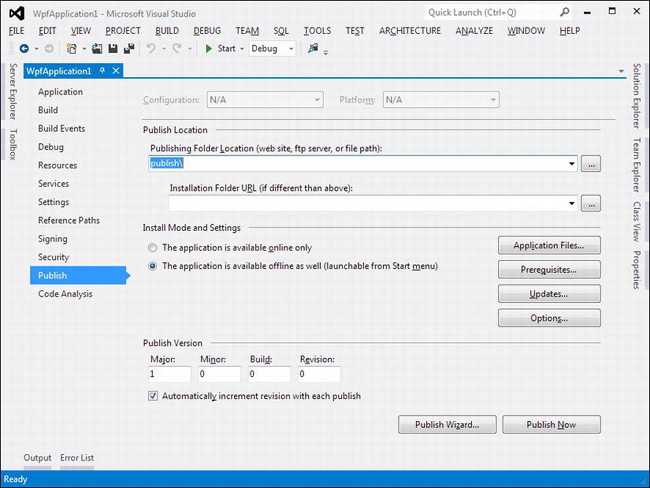 WpfApplication1 - Microsoft Visual Studio
Quick Launch (Ctrl+Q)
FILE EDIT VIEW PROJECT BUILD DEBUG TEAM SQL TOOLS TEST ARCHITECTURE ANALYZE WINDOW HELP
Start Debug
Server Explorer
Toolbox
WpfApplication1
Application
Build
Build Events
Debug
Resources
Services
Settings
Reference Paths
Signing
Security
Publish
Code Analysis
Configuration: N/A Platform: N/A
Publish Location
Publishing Folder Location (web site, ftp server, or file path):
publish\ ...
Installation Folder URL (if different than above):
...
Install Mode and Settings
The application is available online only
The application is available offline as well (launchable from Start menu)
Application Files...
Prerequisites...
Updates...
Options...
Publish Version
Major: Minor: Build: Revision:
1 0 0 0
Automatically increment revision with each publish
Publish Wizard... Publish Now
Solution Explorer
Team Explorer
Class View
Properties
Output Error List
Ready